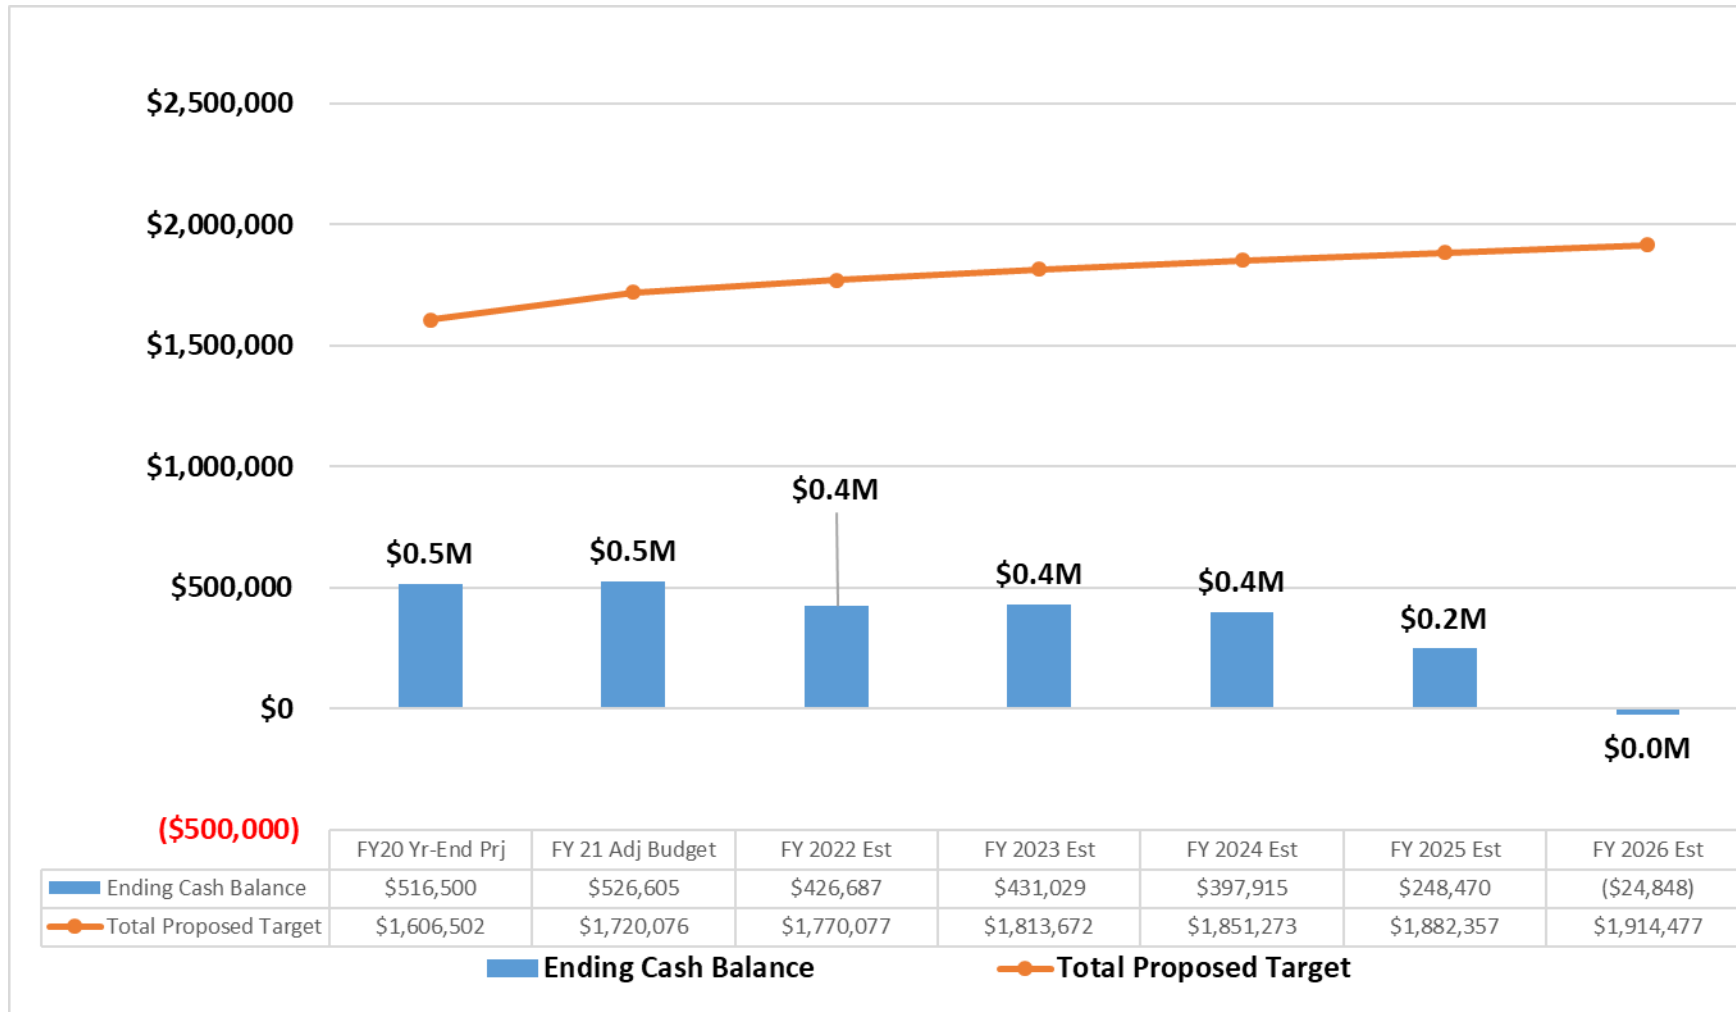 $2,500,000
$2,000,000
$1,500,000
$1,000,000
$500,000
$0
($500,000)
$0.5M
$0.5M
$0.4M
$0.4M
$0.4M
$0.2M
$0.0M
FY20 Yr-End Prj FY 21 Adj Budget FY 2022 Est FY 2023 Est FY 2024 Est FY 2025 Est FY 2026 Est
Ending Cash Balance $516,500 $526,605 $426,687 $431,029 $397,915 $248,470 ($24,848)
Total Proposed Target $1,606,502 $1,720,076 $1,770,077 $1,813,672 $1,851,273 $1,882,357 $1,914,477
Ending Cash Balance Total Proposed Target